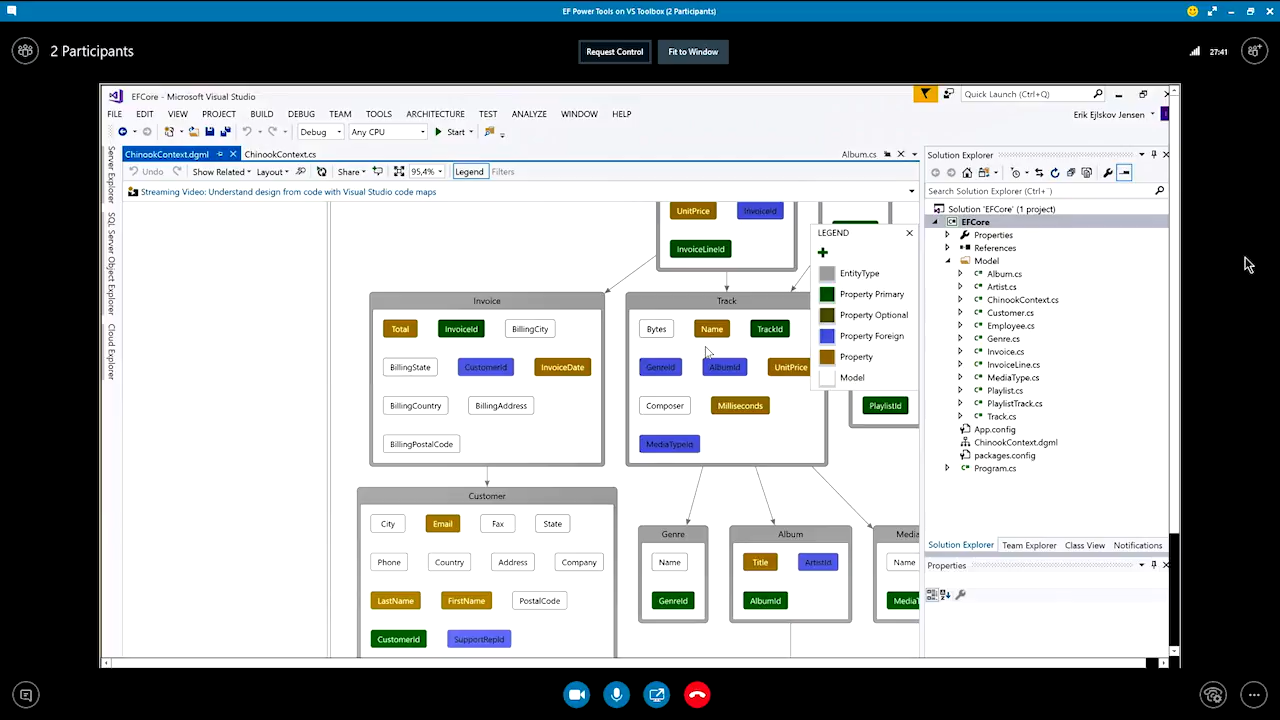 EF Power Tools on VS Toolbox (2 Participants)
2 Participants
Request Control
Fit to Window
27:41
EFCore - Microsoft Visual Studio
Quick Launch (Ctrl+Q)
FILE EDIT VIEW PROJECT BUILD DEBUG TEAM TOOLS ARCHITECTURE TEST ANALYZE WINDOW HELP
Erik Ejlskov Jensen
Debug
Any CPU
Start
Server Explorer
SQL Server Object Explorer
Cloud Explorer
ChinookContext.dgml
ChinookContext.cs
Album.cs
Undo
Show Related
Layout
Share
95,4%
Legend
Filters
Streaming Video: Understand design from code with Visual Studio code maps
UnitPrice
InvoiceId
InvoiceLineId
Invoice
Total
InvoiceId
BillingCity
BillingState
CustomerId
InvoiceDate
BillingCountry
BillingAddress
BillingPostalCode
Track
Bytes
Name
TrackId
GenreId
AlbumId
UnitPrice
Composer
Milliseconds
MediaTypeId
PlaylistId
LEGEND
EntityType
Property Primary
Property Optional
Property Foreign
Property
Model
Customer
City
Email
Fax
State
Phone
Country
Address
Company
LastName
FirstName
PostalCode
CustomerId
SupportRepId
Genre
Name
GenreId
Album
Title
ArtistId
AlbumId
Media
Name
MediaT
Solution Explorer
Search Solution Explorer (Ctrl+')
Solution 'EFCore' (1 project)
EFCore
Properties
References
Model
Album.cs
Artist.cs
ChinookContext.cs
Customer.cs
Employee.cs
Genre.cs
Invoice.cs
InvoiceLine.cs
MediaType.cs
Playlist.cs
PlaylistTrack.cs
Track.cs
App.config
ChinookContext.dgml
packages.config
Program.cs
Solution Explorer
Team Explorer
Class View
Notifications
Properties